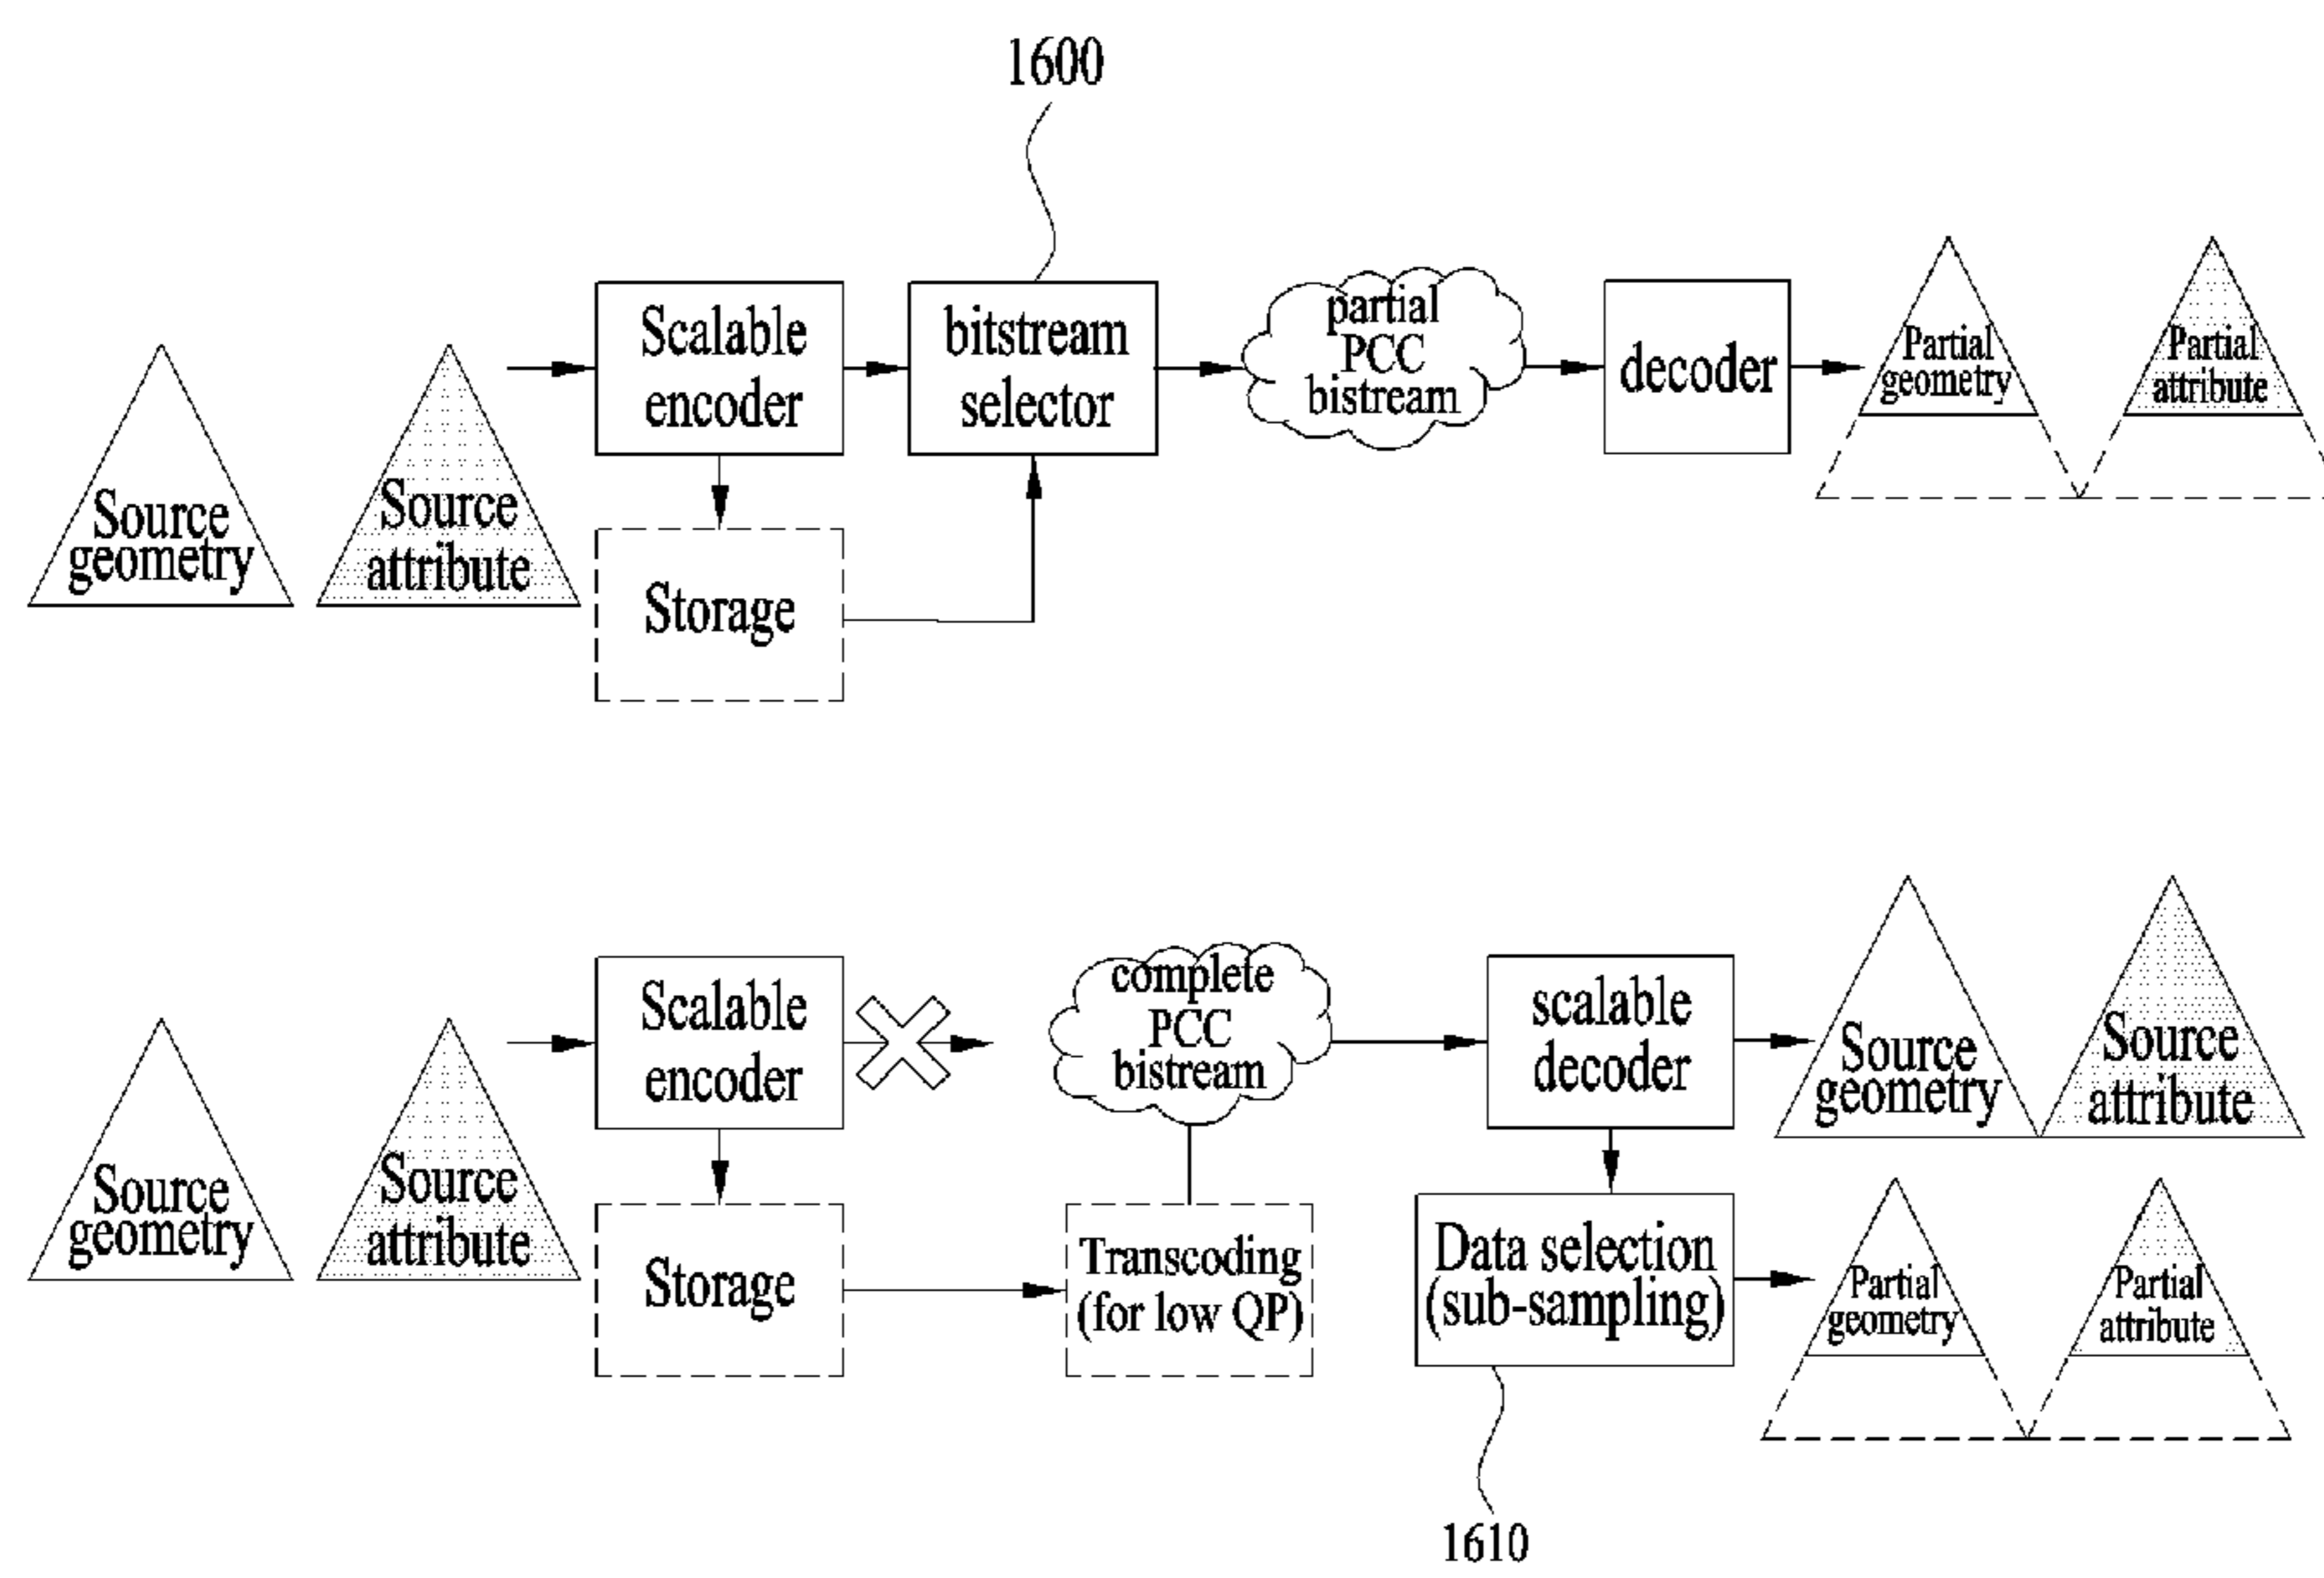 1600
Source
geometry
Source
attribute
Scalable
encoder
Storage
bitstream
selector
partial
PCC
bistream
decoder
Partial
geometry
Partial
attribute
Source
geometry
Source
attribute
Scalable
encoder
Storage
complete
PCC
bistream
Transcoding
(for low QP)
scalable
decoder
Data selection
(sub-sampling)
1610
Source
geometry
Source
attribute
Partial
geometry
Partial
attribute